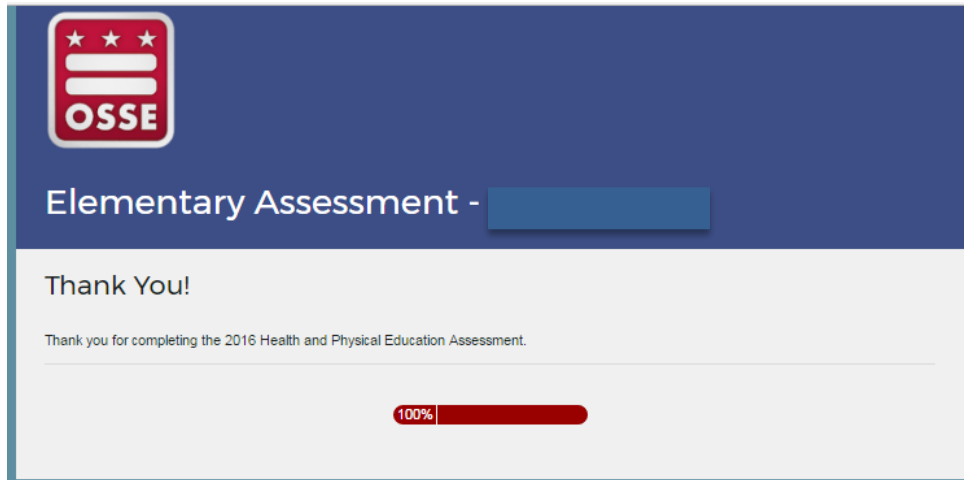 OSSE
Elementary Assessment -
Thank You!
Thank you for completing the 2016 Health and Physical Education Assessment.
100%